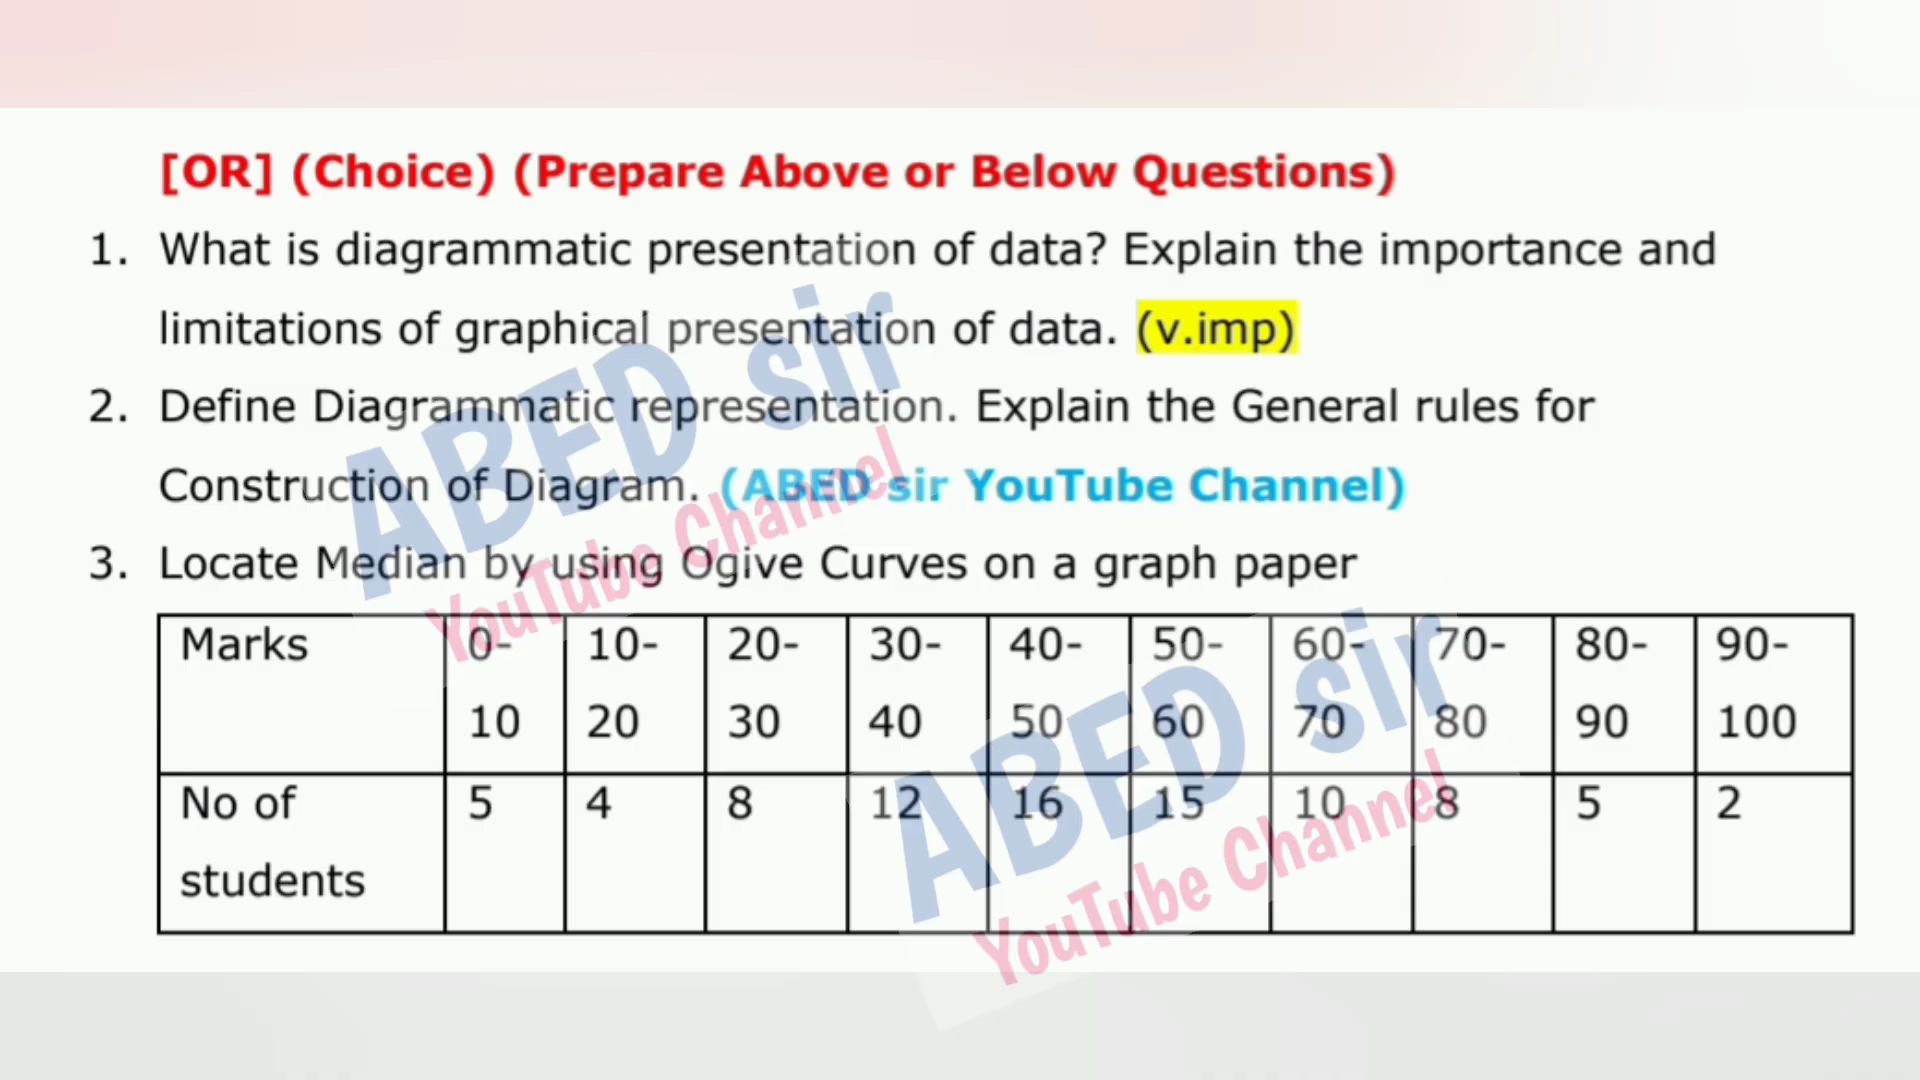 [OR] (Choice) (Prepare Above or Below Questions)
1. What is diagrammatic presentation of data? Explain the importance and
limitations of graphical presentation of data. (v.imp)
2. Define Diagrammatic representation. Explain the General rules for
Construction of Diagram. (ABED sir YouTube Channel)
3. Locate Median by using Ogive Curves on a graph paper
Marks 0-10 10-20 20-30 30-40 40-50 50-60 60-70 70-80 80-90 90-100
No of students 5 4 8 12 16 15 10 8 5 2
ABED sir
YouTube Channel
ABED sir
YouTube Channel